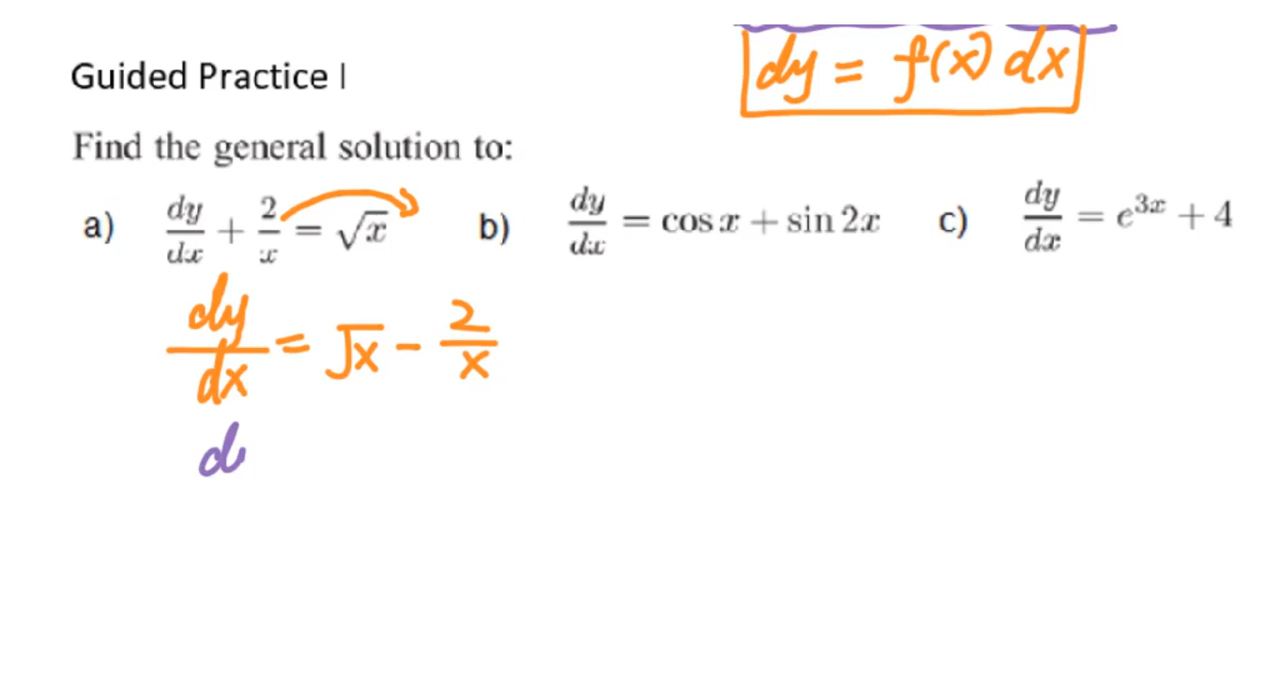 dy = f(x) dx
Guided Practice I
Find the general solution to:
a) dy/dx + 2/x = √x b) dy/dx = cos x + sin 2x c) dy/dx = e^{3x} + 4
dy/dx = √x - 2/x
d